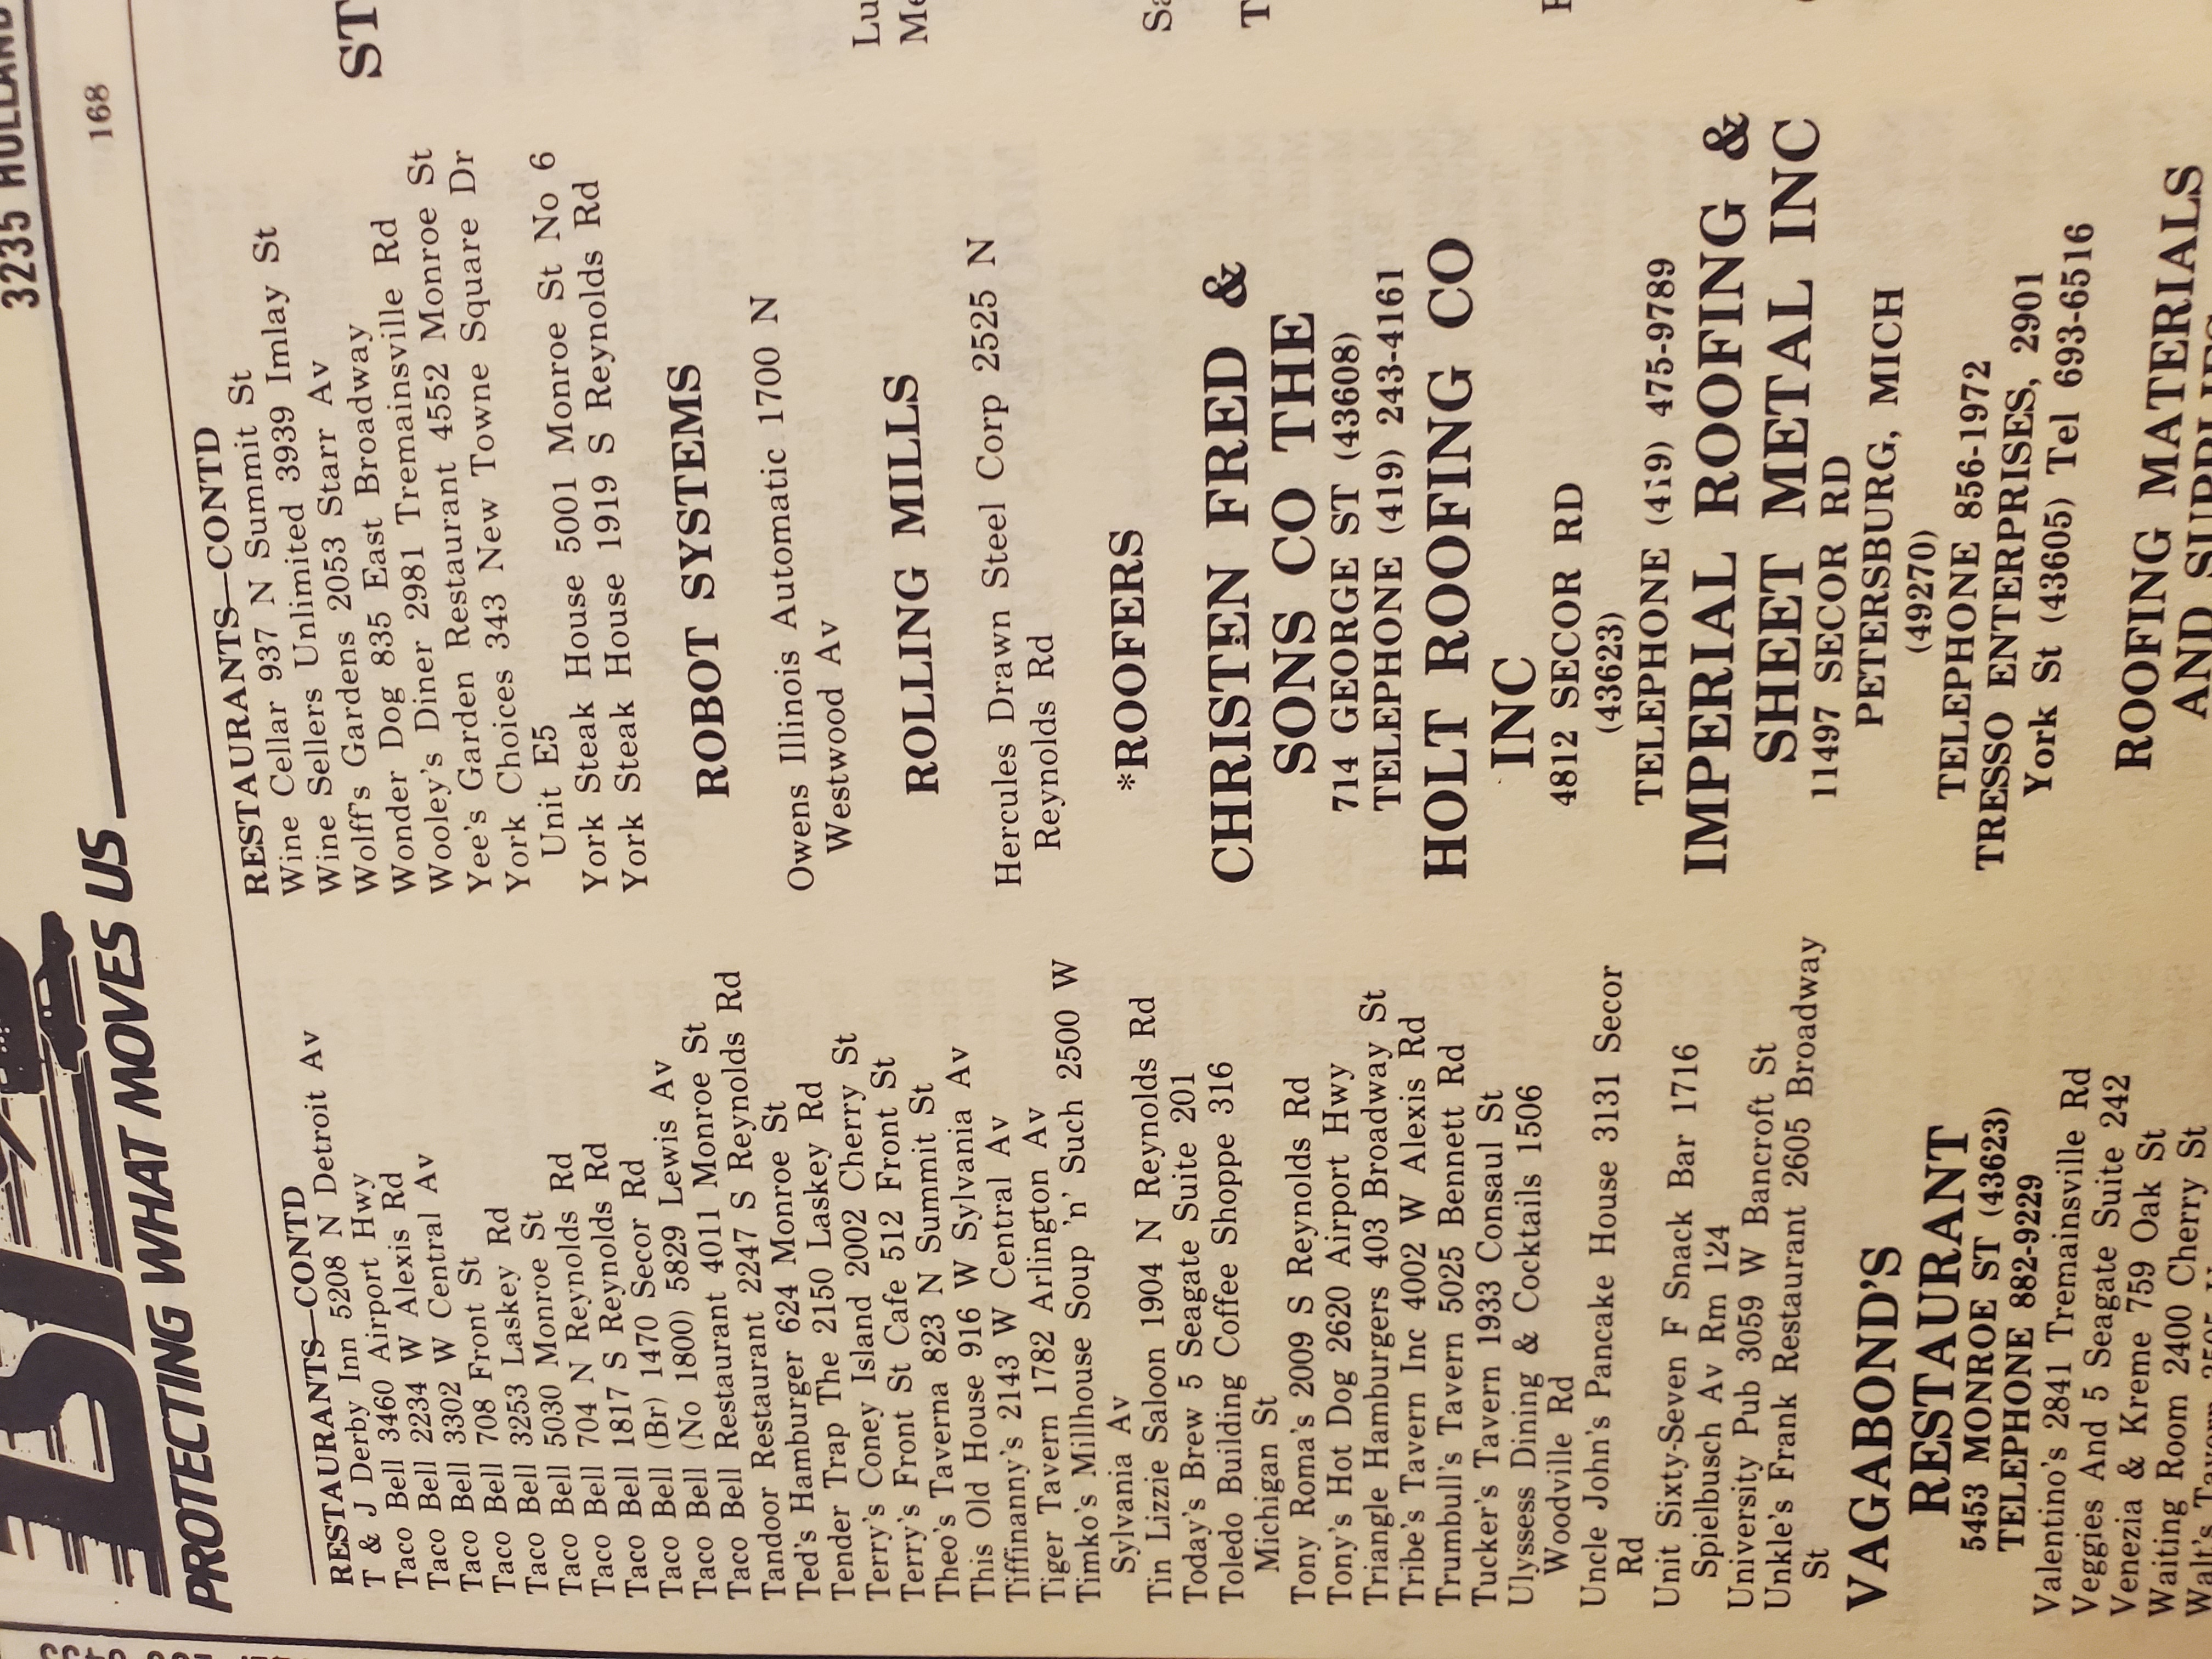 3235 HOLLAND
PROTECTING WHAT MOVES US
168
RESTAURANTS—CONTD
T & J Derby Inn 5208 N Detroit Av
Taco Bell 3460 Airport Hwy
Taco Bell 2234 W Alexis Rd
Taco Bell 3302 W Central Av
Taco Bell 708 Front St
Taco Bell 3253 Laskey Rd
Taco Bell 5030 Monroe St
Taco Bell 704 N Reynolds Rd
Taco Bell 1817 S Reynolds Rd
Taco Bell (Br) 1470 Secor Rd
Taco Bell (No 1800) 5829 Lewis Av
Taco Bell Restaurant 4011 Monroe St
Taco Bell Restaurant 2247 S Reynolds Rd
Tandoor Restaurant 2247 S Reynolds Rd
Ted's Hamburger 624 Monroe St
Tender Trap The 2150 Laskey Rd
Terry's Coney Island 2002 Cherry St
Terry's Front St Cafe 512 Front St
Theo's Taverna 823 N Summit St
This Old House 916 W Sylvania Av
Tiffinanny's 2143 W Central Av
Tiger Tavern 1782 Arlington Av
Timko's Millhouse Soup 'n' Such 2500 W
Sylvania Av
Tin Lizzie Saloon 1904 N Reynolds Rd
Today's Brew 5 Seagate Suite 201
Toledo Building Coffee Shoppe 316
Michigan St
Tony Roma's 2009 S Reynolds Rd
Tony's Hot Dog 2620 Airport Hwy
Triangle Hamburgers 403 Broadway St
Tribe's Tavern Inc 4002 W Alexis Rd
Trumbull's Tavern 5025 Bennett Rd
Tucker's Tavern 1933 Consaul St
Ulyssess Dining & Cocktails 1506
Woodville Rd
Uncle John's Pancake House 3131 Secor
Rd
Unit Sixty-Seven F Snack Bar 1716
Spielbusch Av Rm 124
University Pub 3059 W Bancroft St
Unkle's Frank Restaurant 2605 Broadway
St
VAGABOND'S
RESTAURANT
5453 MONROE ST (43623)
TELEPHONE 882-9229
Valentino's 2841 Tremainsville Rd
Veggies And 5 Seagate Suite 242
Venezia & Kreme 759 Oak St
Waiting Room 2400 Cherry St
Walt's Tavern
RESTAURANTS—CONTD
Wine Cellar 937 N Summit St
Wine Sellers Unlimited 3939 Imlay St
Wolff's Gardens 2053 Starr Av
Wonder Dog 835 East Broadway
Wooley's Diner 2981 Tremainsville Rd
Yee's Garden Restaurant 4552 Monroe St
York Choices 343 New Towne Square Dr
Unit E5
York Steak House 5001 Monroe St No 6
York Steak House 1919 S Reynolds Rd
ROBOT SYSTEMS
Owens Illinois Automatic 1700 N
Westwood Av
ROLLING MILLS
Hercules Drawn Steel Corp 2525 N
Reynolds Rd
*ROOFERS
CHRISTEN FRED &
SONS CO THE
714 GEORGE ST (43608)
TELEPHONE (419) 243-4161
HOLT ROOFING CO
INC
4812 SECOR RD
(43623)
TELEPHONE (419) 475-9789
IMPERIAL ROOFING &
SHEET METAL INC
11497 SECOR RD
PETERSBURG, MICH
(49270)
TELEPHONE 856-1972
TRESSO ENTERPRISES, 2901
York St (43605) Tel 693-6516
ROOFING MATERIALS
AND SUPPLIES
ST
Lu
Me
Sa
T